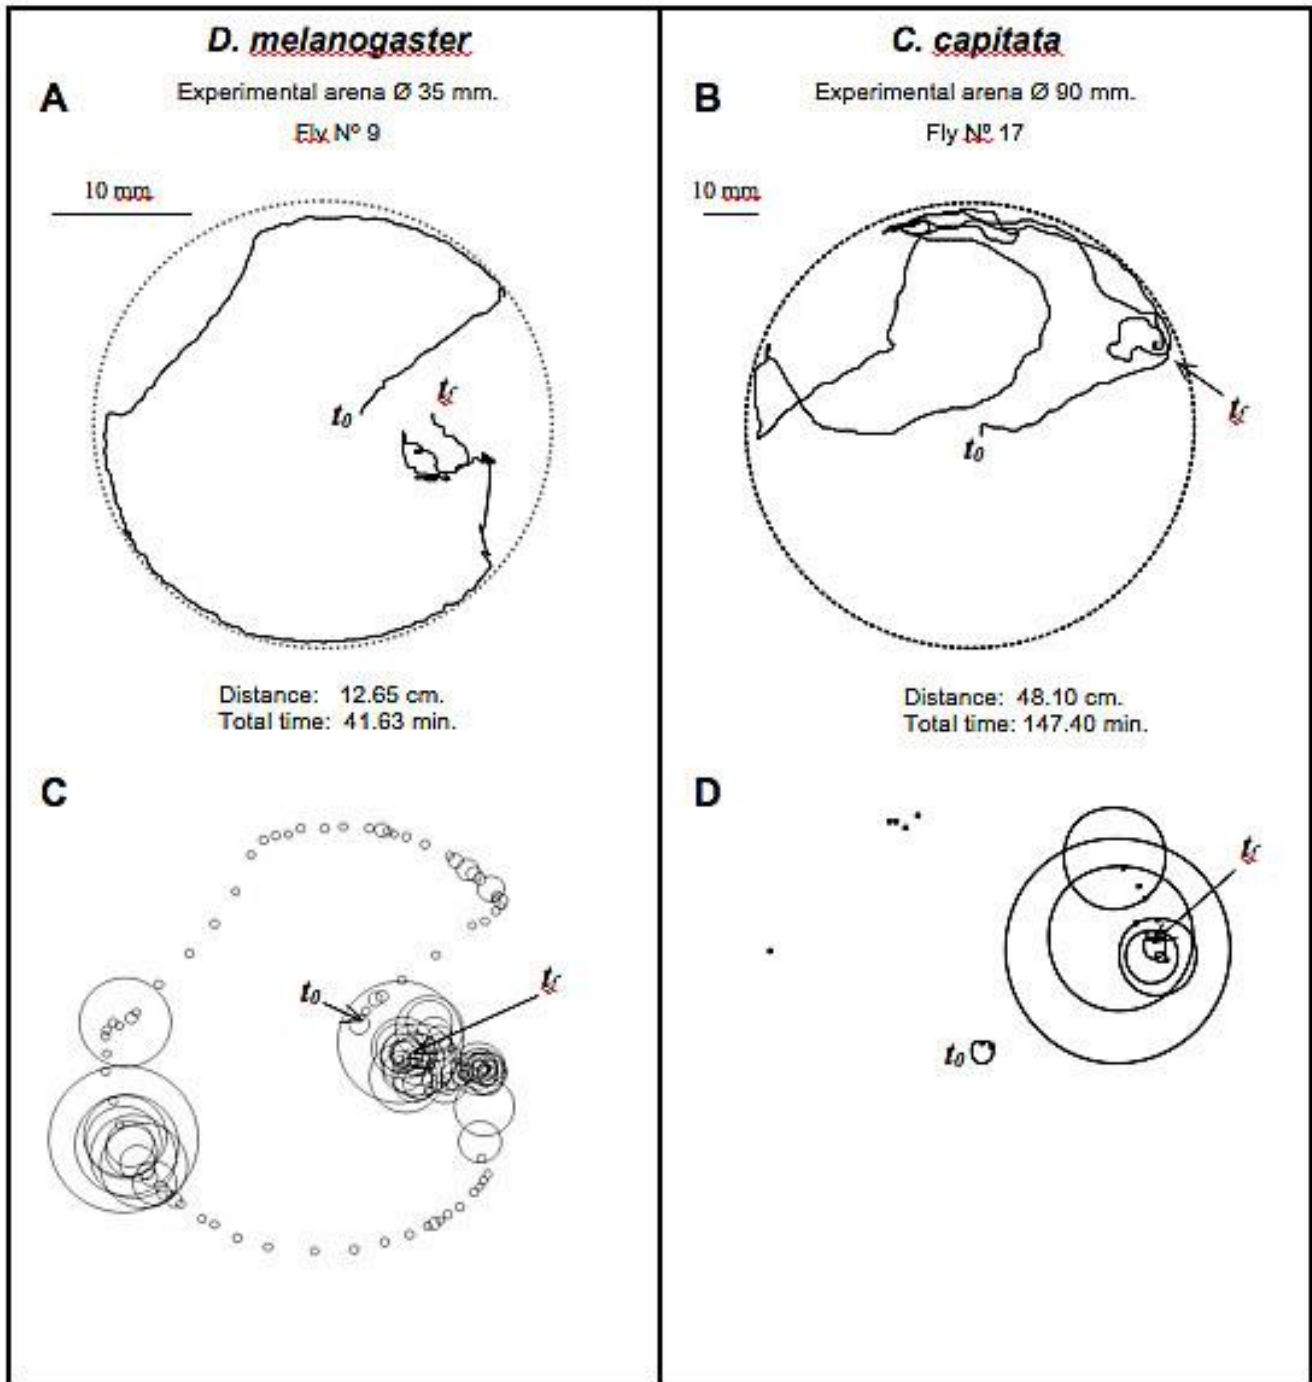 D. melanogaster
A
Experimental arena Ø 35 mm.
Fly Nº 9
10 mm
t0
tf
Distance: 12.65 cm.
Total time: 41.63 min.
C
t0
tf
C. capitata
B
Experimental arena Ø 90 mm.
Fly Nº 17
10 mm
t0
tf
Distance: 48.10 cm.
Total time: 147.40 min.
D
tf
t0